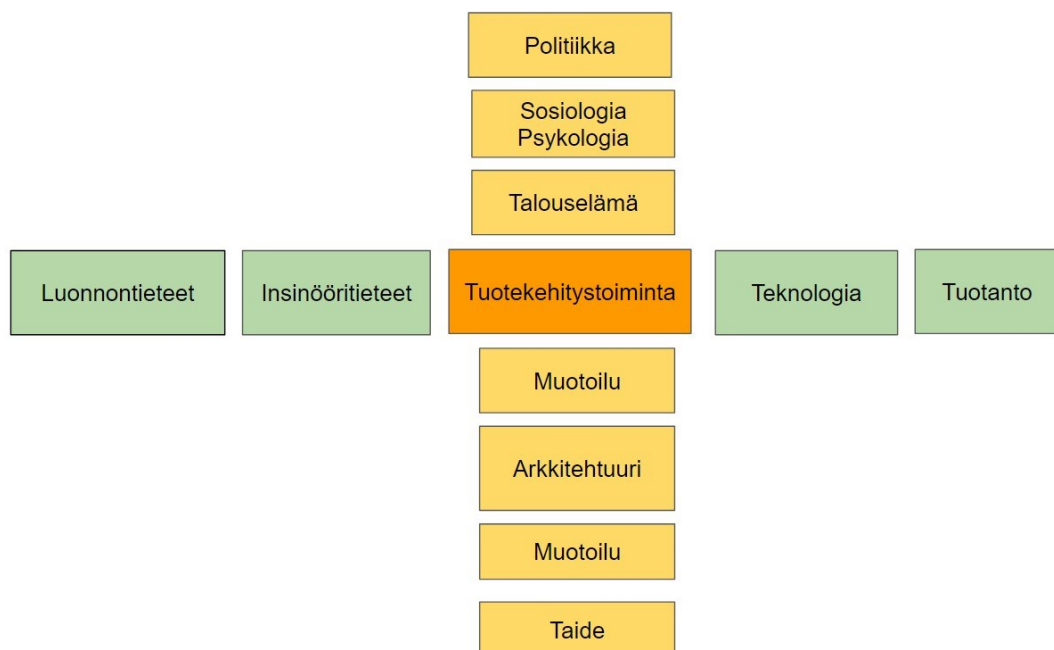 Politiikka
Sosiologia
Psykologia
Talouselämä
Luonnontieteet
Insinööritieteet
Tuotekehitystoiminta
Teknologia
Tuotanto
Muotoilu
Arkkitehtuuri
Muotoilu
Taide